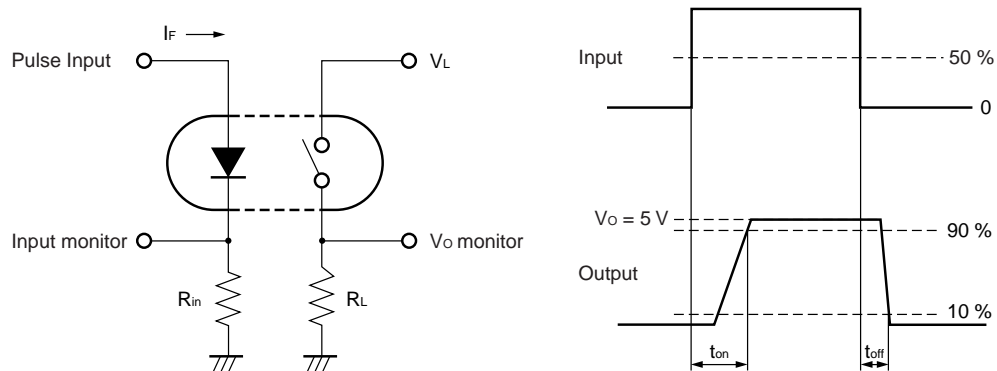 IF
Pulse Input
VL
Input monitor
VO monitor
Rin
RL
Input
50 %
0
VO = 5 V
90 %
Output
10 %
ton
toff